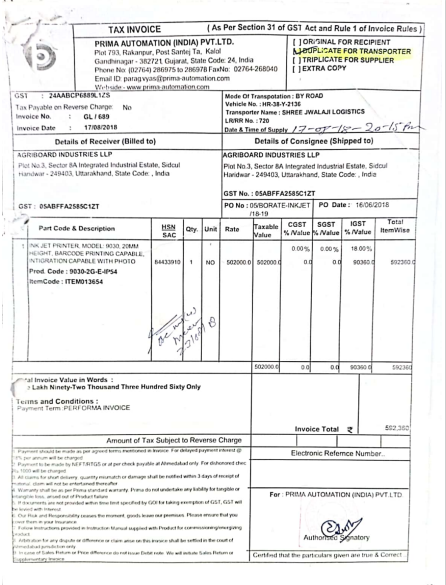 TAX INVOICE
( As Per Section 31 of GST Act and Rule 1 of Invoice Rules )
b
PRIMA AUTOMATION (INDIA) PVT.LTD.
Plot 793, Rakanpur, Post Santej Ta, Kalol
Gandhinagar - 382721, Gujarat, State Code: 24, India
Phone No: (02764) 286975 to 286978 FaxNo: 02764-268040
Email ID: paragvyas@prima-automation.com
Website: www.prima-automation.com
[ ] ORIGINAL FOR RECIPIENT
DUPLICATE FOR TRANSPORTER
[ ] TRIPLICATE FOR SUPPLIER
[ ] EXTRA COPY
GST : 24AABCP6889L1ZS
Tax Payable on Reverse Charge: No
Invoice No. : GL / 689
Invoice Date : 17/08/2018
Mode Of Transpotation : BY ROAD
Vehicle No. : HR-38-Y-2136
Transporter Name : SHREE JWALAJI LOGISTICS
LR/RR No. : 720
Date & Time of Supply 17-08-18- 20-15 Pm
Details of Receiver (Billed to)
Details of Consignee (Shipped to)
AGRIBOARD INDUSTRIES LLP
Plot No.3, Sector 8A Integrated Industrial Estate, Sidcul
Haridwar - 249403, Uttarakhand, State Code: , India
GST : 05ABFFA2585C1ZT
AGRIBOARD INDUSTRIES LLP
Plot No.3, Sector 8A Integrated Industrial Estate, Sidcul
Haridwar - 249403, Uttarakhand, State Code: , India
GST No. : 05ABFFA2585C1ZT
PO No : 05/BORATE-INKJET /18-19
PO Date : 16/06/2018
Part Code & Description HSN SAC Qty. Unit Rate Taxable Value CGST % /Value SGST % /Value IGST % /Value Total ItemWise
0.00 % 0.00 % 18.00%
1 INK JET PRINTER, MODEL: 9030, 20MM
HEIGHT, BARCODE PRINTING CAPABLE,
INTIGRATION CAPABLE WITH PHOTO
84433910 1 NO 502000.0 502000.0 0.0 0.0 90360.0 592360.0
Prod. Code : 9030-2G-E-IP54
ItemCode : ITEM013654
502000.0 0.0 0.0 90360.0 592360
Total Invoice Value in Words :
Lakh Ninety-Two Thousand Three Hundred Sixty Only
Terms and Conditions :
Payment Term: PERFORMA INVOICE
Invoice Total ₹ 592,360
Amount of Tax Subject to Reverse Charge
Electronic Refernce Number..
1. Payment should be made as per agreed terms mentioned in Invoice. For delayed payment interest @
18% per annum will be charged
2. Payment to be made by NEFT/RTGS or at per check payable at Ahmedabad only. For dishonored ches
Rs 1000 will be charged
3. All claims for short delivery, quantity mismatch or damage shall be notified within 3 days of receipt of
material. Claim will not be entertained thereafter
4. Warranty shall be as per Prima standard warranty. Prima do not undertake any liability for tangible or
intangible loss, arised out of Product failure
5. If documents are not provided within time limit specified by GOI for taking exemption of GST, GST will
be levied with Interest
6. Our Risk and Responsibility ceases the moment, goods leave our premises. Please ensure that you
cover them in your Insurance
7. Follow Instructions provided in Instruction Manual supplied with Product for commissioning/energizing
product
8. Arbitration for any dispute or difference or claim arise on this invoice shall be settled in the court of
Ahmedabad jurisdiction only
9. In course of Sales Return or Price difference do not issue Debit note. We will initiate Sales Return or
Supplementary Invoice
For : PRIMA AUTOMATION (INDIA) PVT.LTD
Authorised Signatory
Certified that the particulars given are true & Correct